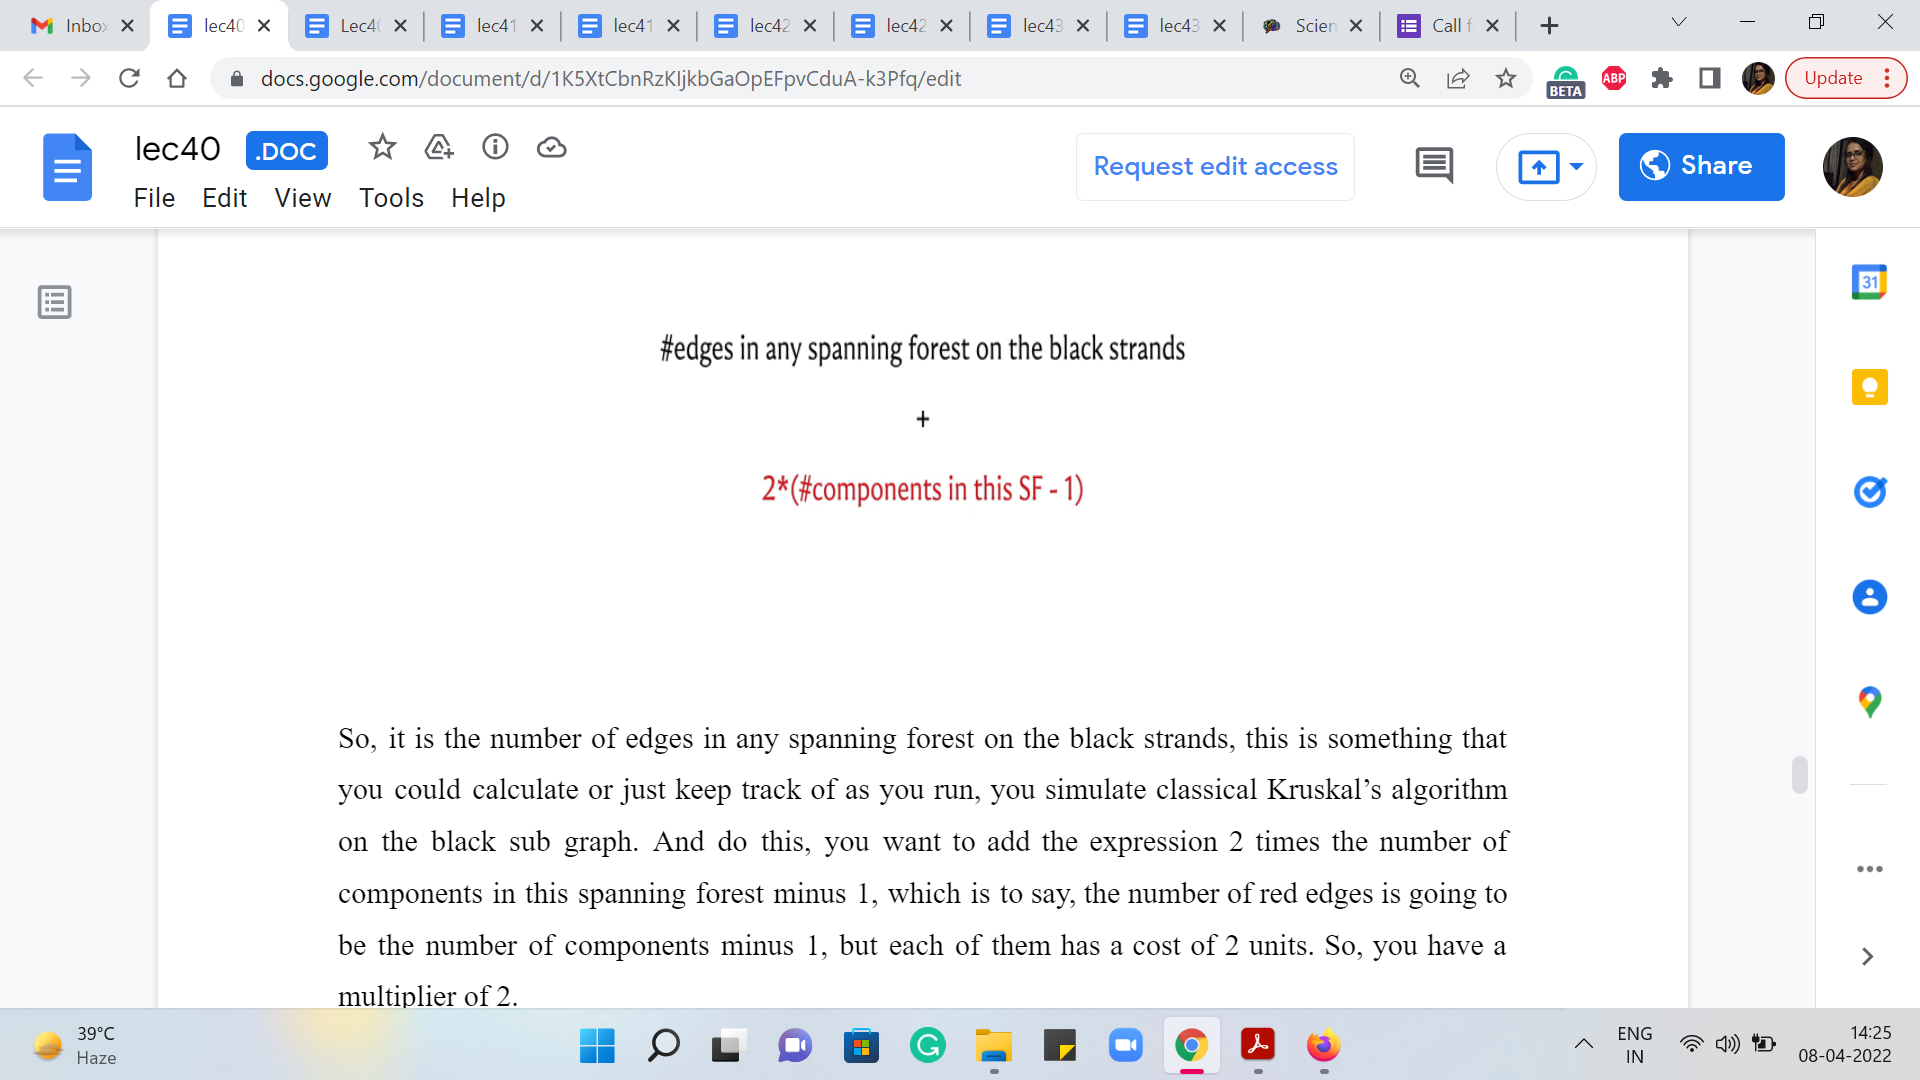 Inbox
lec40
Lec40
lec41
lec41
lec42
lec42
lec43
lec43
Scien
Call f
docs.google.com/document/d/1K5XtCbnRzKIjkbGaOpEFpvCduA-k3Pfq/edit
BETA
ABP
Update
lec40 .DOC
File Edit View Tools Help
Request edit access
Share
31
#edges in any spanning forest on the black strands
+
2*(#components in this SF - 1)
So, it is the number of edges in any spanning forest on the black strands, this is something that
you could calculate or just keep track of as you run, you simulate classical Kruskal’s algorithm
on the black sub graph. And do this, you want to add the expression 2 times the number of
components in this spanning forest minus 1, which is to say, the number of red edges is going to
be the number of components minus 1, but each of them has a cost of 2 units. So, you have a
multiplier of 2.
39°C
Haze
ENG
IN
14:25
08-04-2022